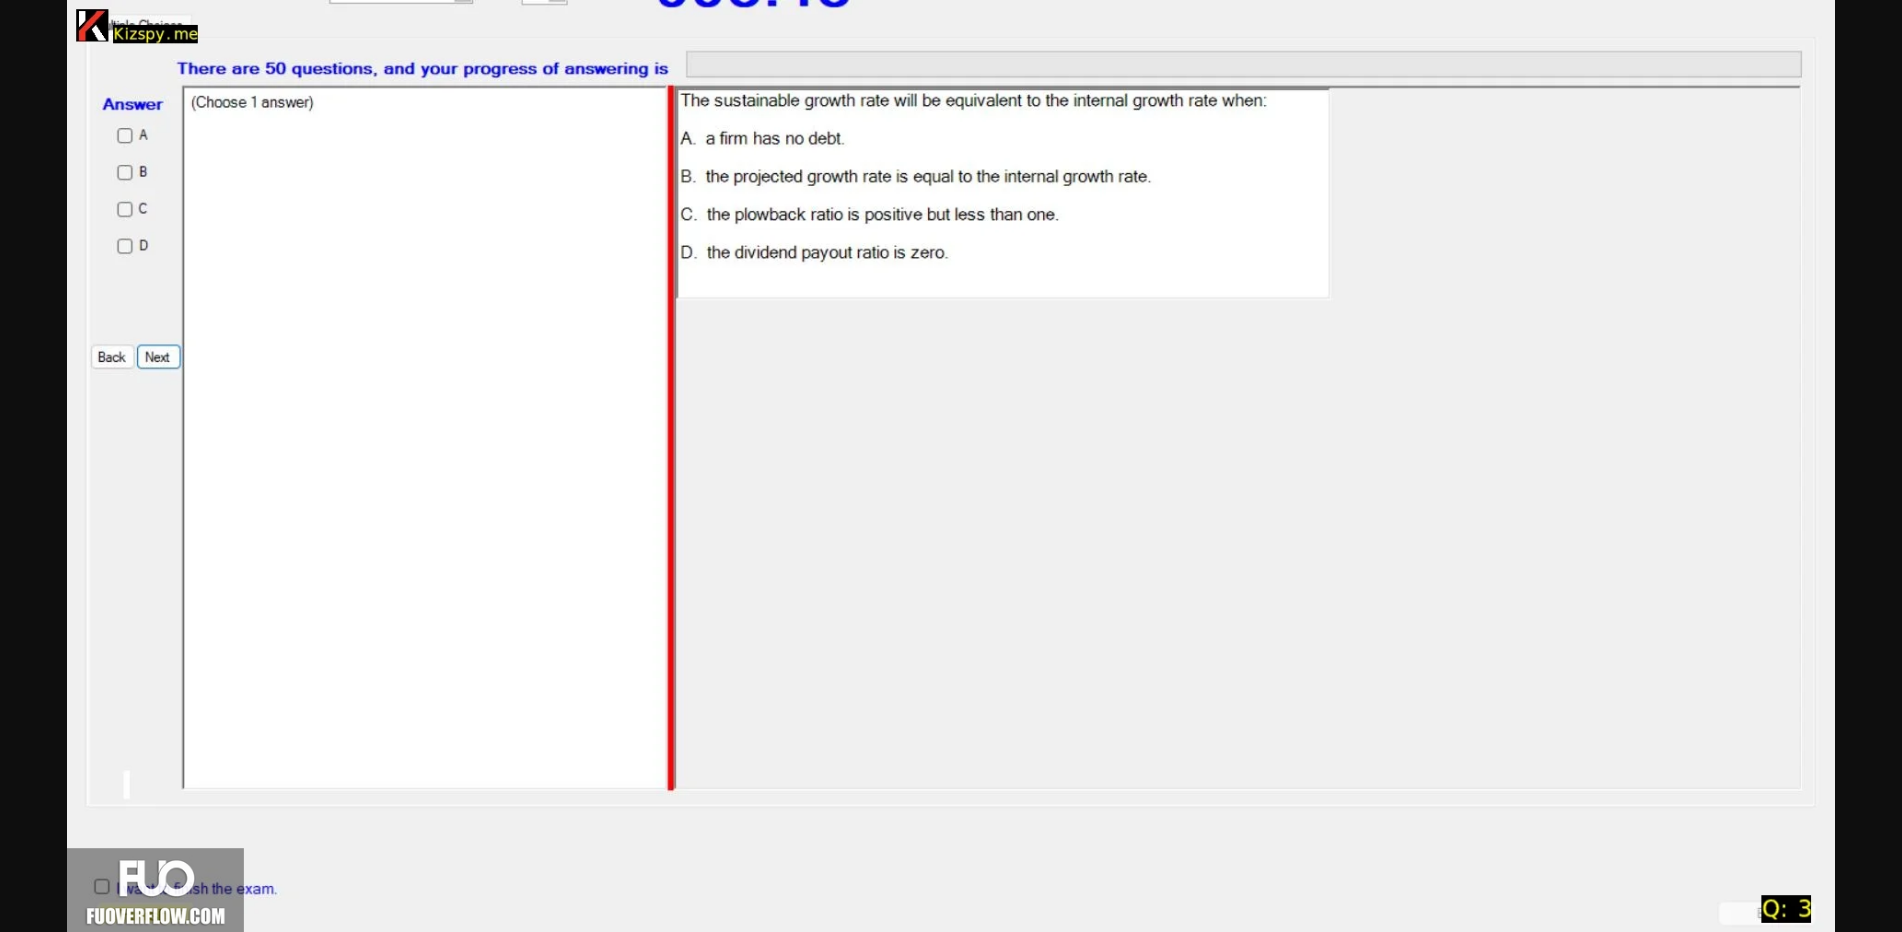 Kizspy.me
There are 50 questions, and your progress of answering is
Answer
(Choose 1 answer)
A
B
C
D
Back
Next
The sustainable growth rate will be equivalent to the internal growth rate when:
A. a firm has no debt.
B. the projected growth rate is equal to the internal growth rate.
C. the plowback ratio is positive but less than one.
D. the dividend payout ratio is zero.
FUO
the exam.
FUOVERFLOW.COM
Q: 3